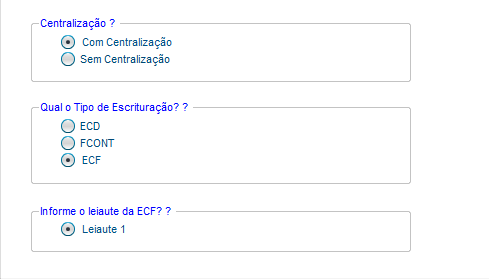 Centralização ?
Com Centralização
Sem Centralização
Qual o Tipo de Escrituração? ?
ECD
FCONT
ECF
Informe o leiaute da ECF? ?
Leiaute 1